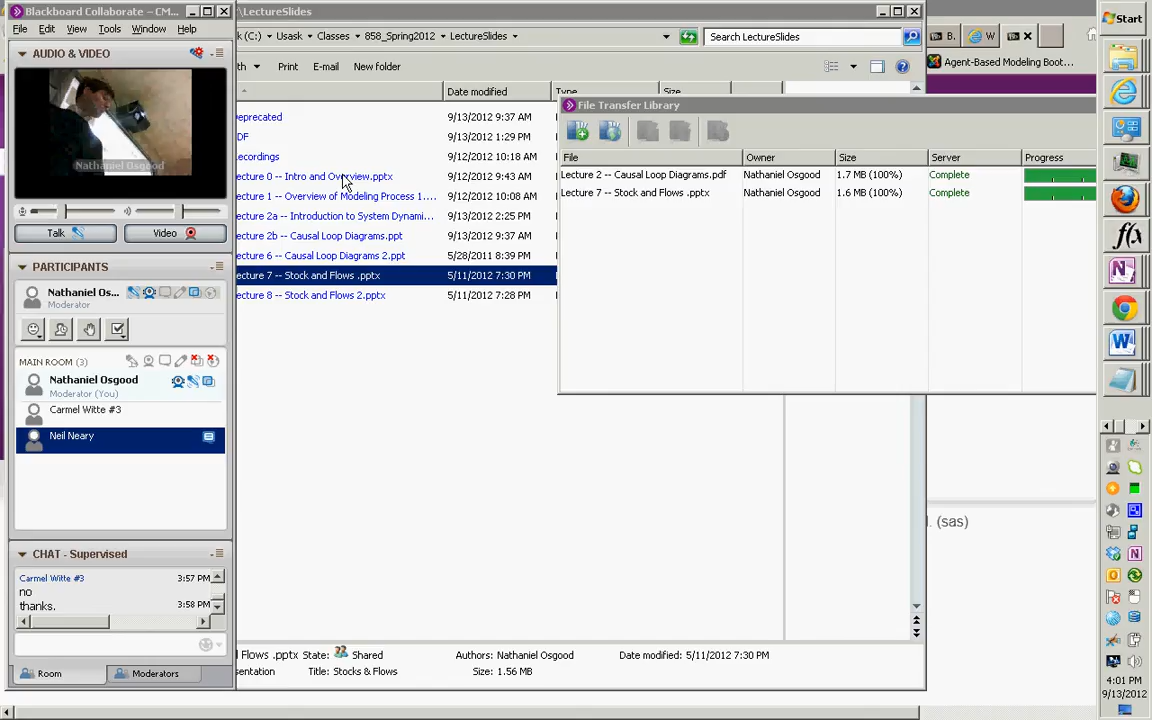 Blackboard Collaborate – CM...
\LectureSlides
File Edit View Tools Window Help
(C:) Usask Classes 858_Spring2012 LectureSlides
Search LectureSlides
B. W
Start
AUDIO & VIDEO
Print E-mail New folder
Agent-Based Modeling Boot...
Date modified Type Size
File Transfer Library
eprecated 9/13/2012 9:37 AM
DF 9/13/2012 1:29 PM
ecordings 9/12/2012 10:18 AM
File Owner Size Server Progress
Nathaniel Osgood
ecture 0 -- Intro and Overview.pptx 9/12/2012 9:43 AM
Lecture 2 -- Causal Loop Diagrams.pdf Nathaniel Osgood 1.7 MB (100%) Complete
ecture 1 -- Overview of Modeling Process 1.... 9/12/2012 10:08 AM
Lecture 7 -- Stock and Flows .pptx Nathaniel Osgood 1.6 MB (100%) Complete
ecture 2a -- Introduction to System Dynami... 9/13/2012 2:25 PM
Talk Video
ecture 2b -- Causal Loop Diagrams.ppt 9/13/2012 9:37 AM
ecture 6 -- Causal Loop Diagrams 2.ppt 5/28/2011 8:39 PM
PARTICIPANTS
ecture 7 -- Stock and Flows .pptx 5/11/2012 7:30 PM
Nathaniel Os...
Moderator
ecture 8 -- Stock and Flows 2.pptx 5/11/2012 7:28 PM
MAIN ROOM (3)
Nathaniel Osgood
Moderator (You)
Carmel Witte #3
Neil Neary
. (sas)
CHAT - Supervised
Carmel Witte #3 3:57 PM
no
thanks. 3:58 PM
Flows .pptx State: Shared Authors: Nathaniel Osgood Date modified: 5/11/2012 7:30 PM
sentation Title: Stocks & Flows Size: 1.56 MB
Room Moderators
4:01 PM
9/13/2012